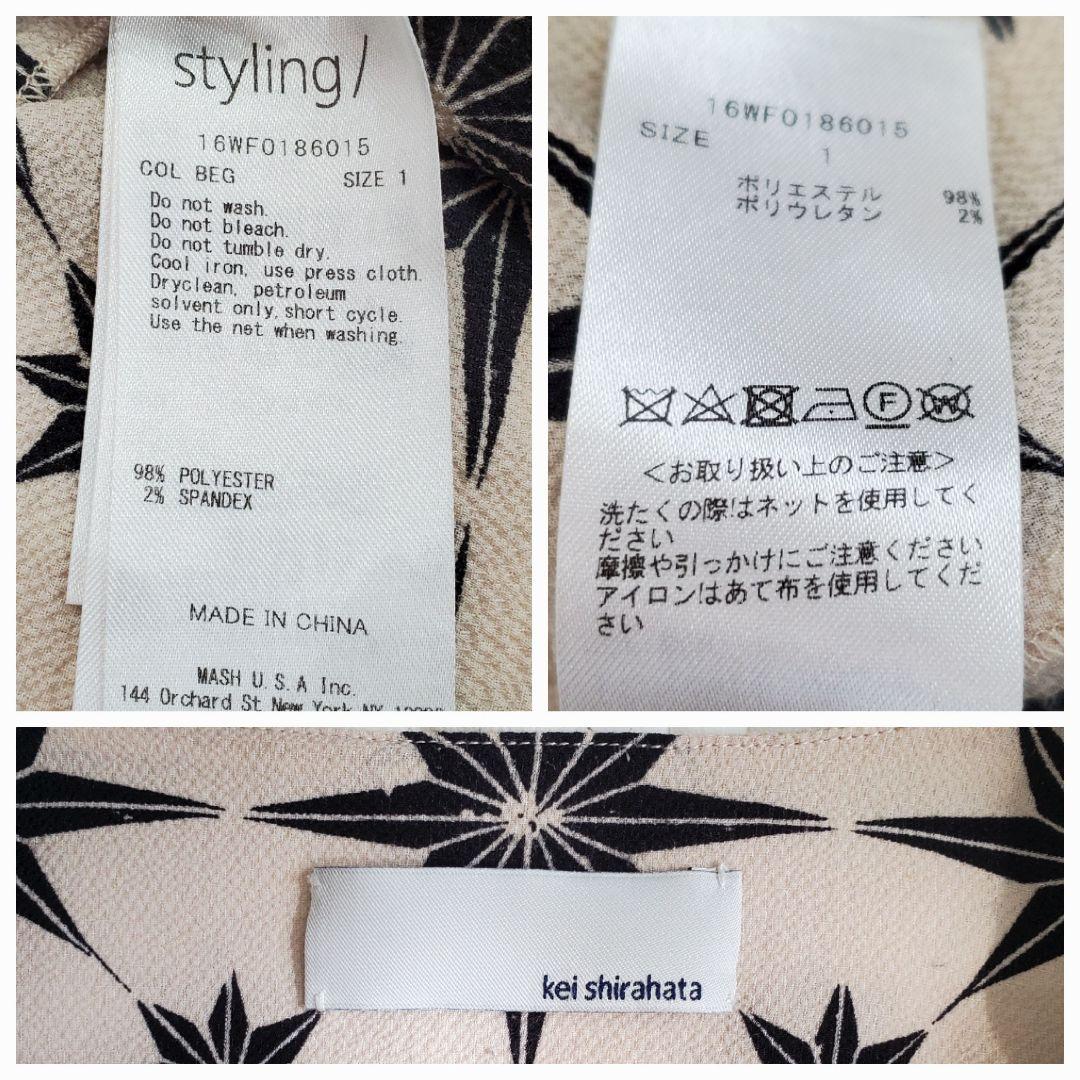 styling/
16WF0186015
COL BEG SIZE 1
Do not wash.
Do not bleach.
Do not tumble dry.
Cool iron, use press cloth.
Dryclean, petroleum
solvent only, short cycle.
Use the net when washing.
98% POLYESTER
2% SPANDEX
MADE IN CHINA
MASH U.S.A Inc.
144 Orchard St New York NY
16WF0186015
SIZE 1
ポリエステル 98%
ポリウレタン 2%
F
W
<お取り扱い上のご注意>
洗たくの際はネットを使用してく
ださい
摩擦や引っかけにご注意ください
アイロンはあて布を使用してくだ
さい
kei shirahata